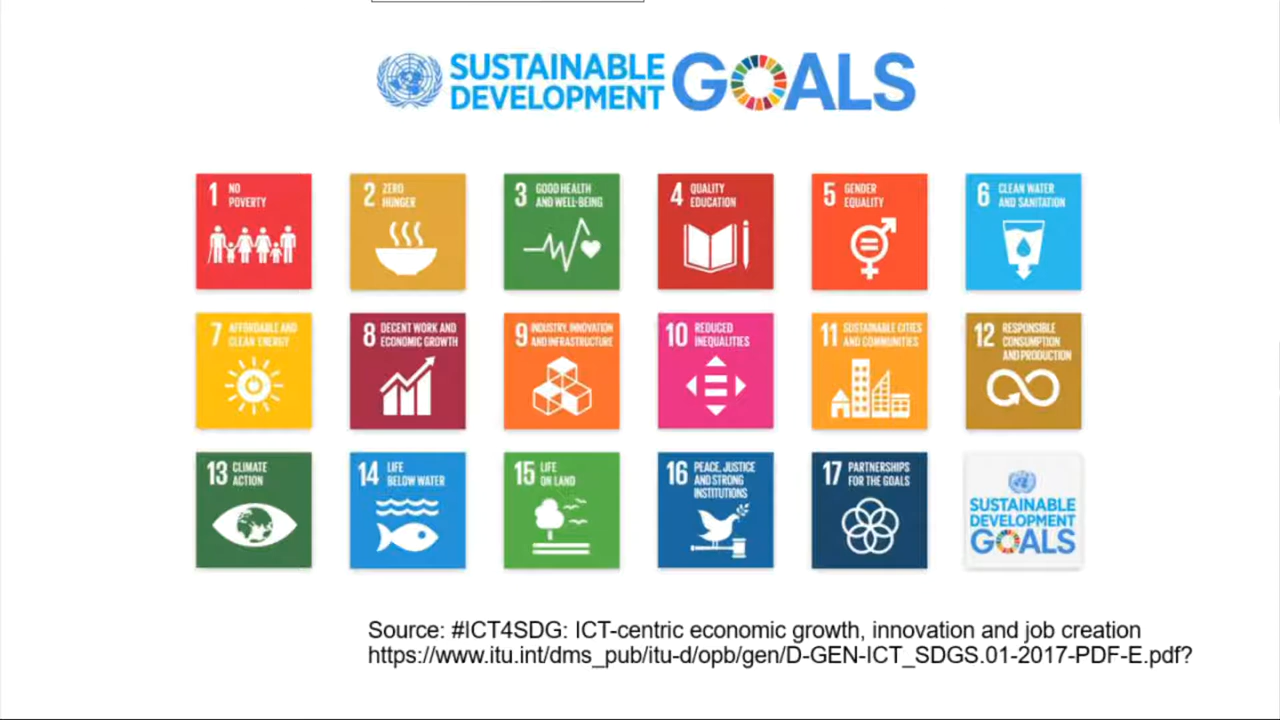 SUSTAINABLE
DEVELOPMENT
GOALS
1 NO
POVERTY
2 ZERO
HUNGER
3 GOOD HEALTH
AND WELL-BEING
4 QUALITY
EDUCATION
5 GENDER
EQUALITY
6 CLEAN WATER
AND SANITATION
7 AFFORDABLE AND
CLEAN ENERGY
8 DECENT WORK AND
ECONOMIC GROWTH
9 INDUSTRY, INNOVATION
AND INFRASTRUCTURE
10 REDUCED
INEQUALITIES
11 SUSTAINABLE CITIES
AND COMMUNITIES
12 RESPONSIBLE
CONSUMPTION
AND PRODUCTION
13 CLIMATE
ACTION
14 LIFE
BELOW WATER
15 LIFE
ON LAND
16 PEACE, JUSTICE
AND STRONG
INSTITUTIONS
17 PARTNERSHIPS
FOR THE GOALS
SUSTAINABLE
DEVELOPMENT
GOALS
Source: #ICT4SDG: ICT-centric economic growth, innovation and job creation
https://www.itu.int/dms_pub/itu-d/opb/gen/D-GEN-ICT_SDGS.01-2017-PDF-E.pdf?